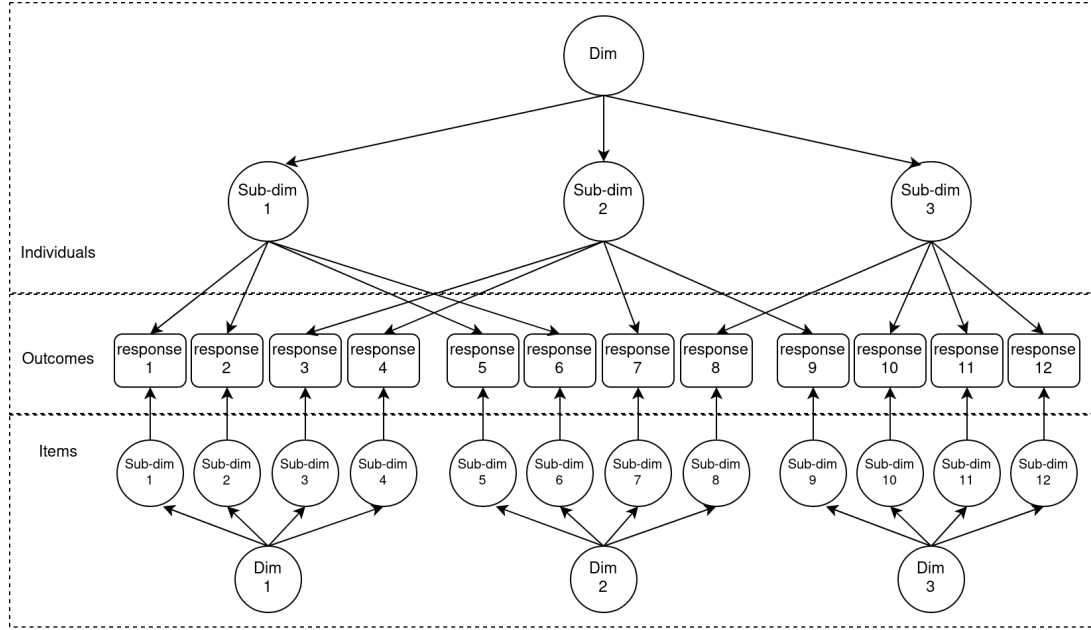 Dim
Sub-dim
1
Sub-dim
2
Sub-dim
3
Individuals
Outcomes
response
1
response
2
response
3
response
4
response
5
response
6
response
7
response
8
response
9
response
10
response
11
response
12
Items
Sub-dim
1
Sub-dim
2
Sub-dim
3
Sub-dim
4
Sub-dim
5
Sub-dim
6
Sub-dim
7
Sub-dim
8
Sub-dim
9
Sub-dim
10
Sub-dim
11
Sub-dim
12
Dim
1
Dim
2
Dim
3